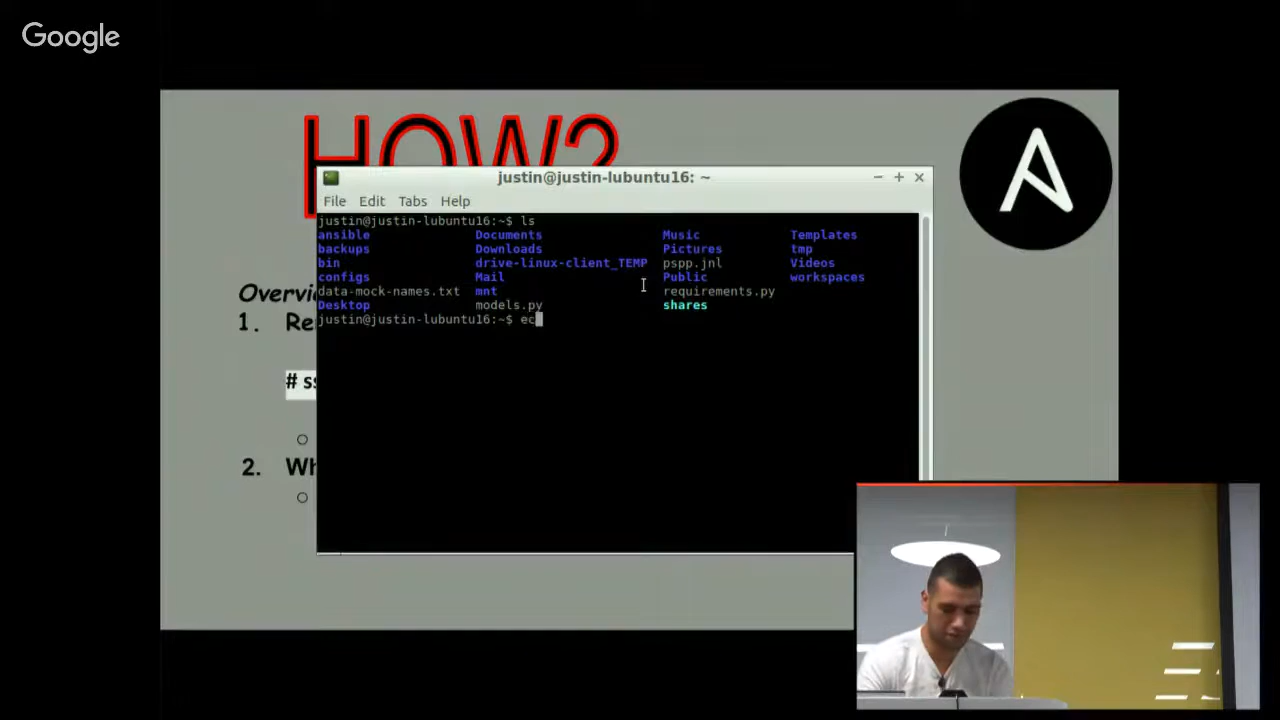 Google
HOW?
justin@justin-lubuntu16: ~
File Edit Tabs Help
justin@justin-lubuntu16:~$ ls
ansible Documents Music Templates
backups Downloads Pictures tmp
bin drive-linux-client_TEMP pspp.jnl Videos
configs Mail Public workspaces
data-mock-names.txt mnt requirements.py
Desktop models.py shares
justin@justin-lubuntu16:~$ ec
Overvi
1. Re
# ss
2. Wh